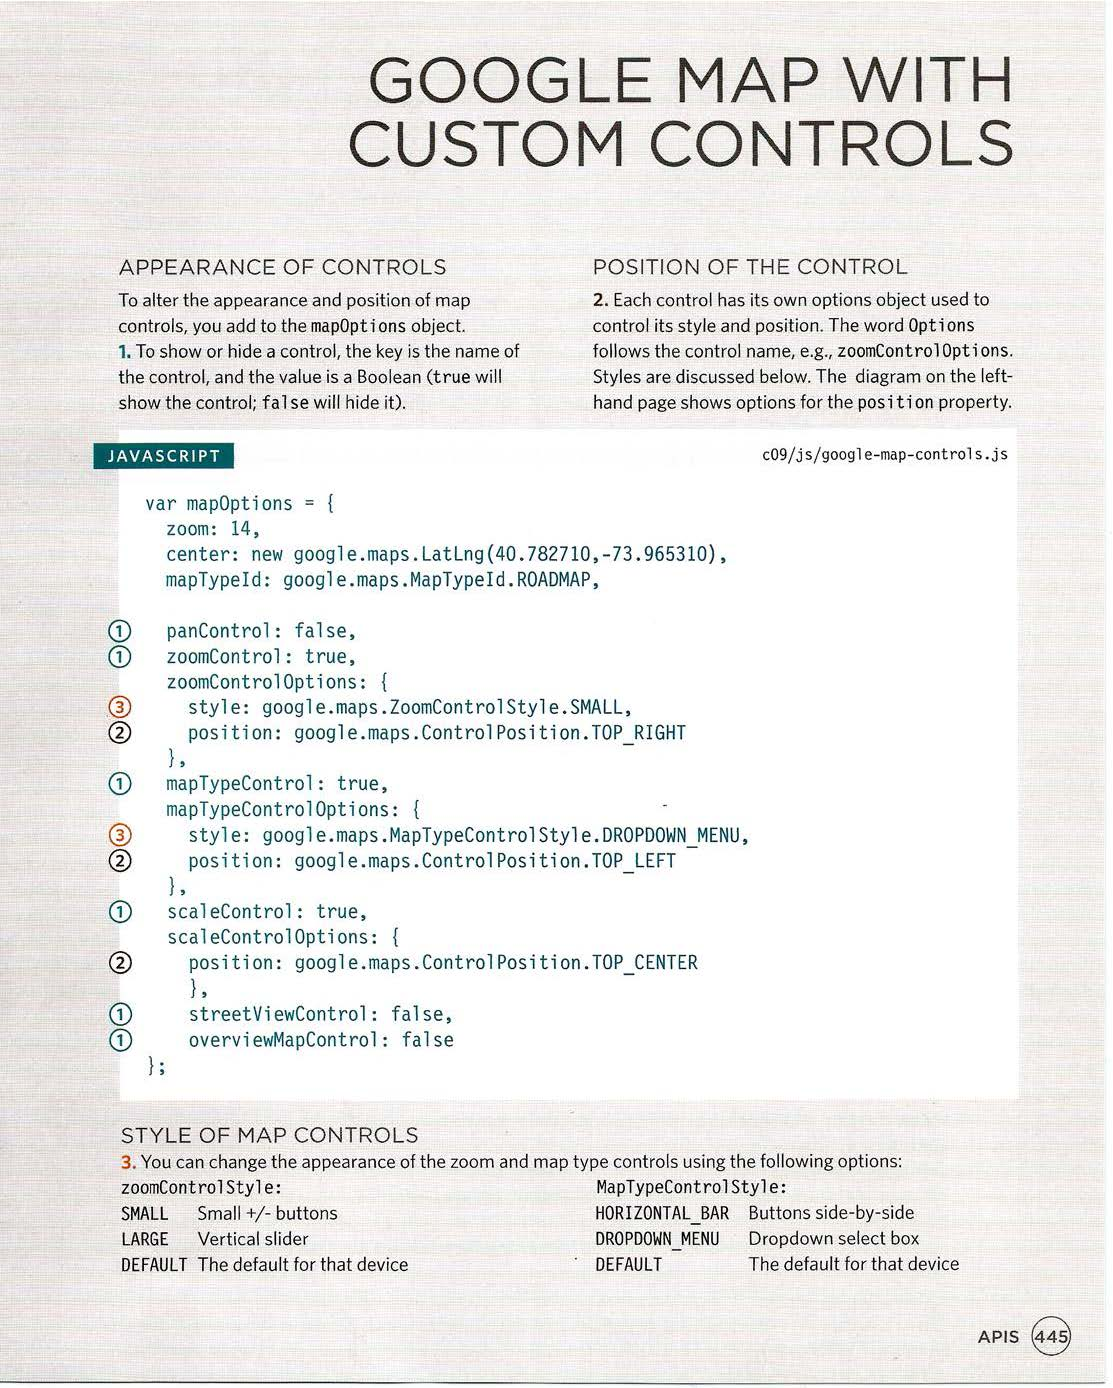 GOOGLE MAP WITH
CUSTOM CONTROLS
APPEARANCE OF CONTROLS
To alter the appearance and position of map
controls, you add to the mapOptions object.
1. To show or hide a control, the key is the name of
the control, and the value is a Boolean (true will
show the control; false will hide it).
POSITION OF THE CONTROL
2. Each control has its own options object used to
control its style and position. The word Options
follows the control name, e.g., zoomControlOptions.
Styles are discussed below. The diagram on the left-
hand page shows options for the position property.
JAVASCRIPT
c09/js/google-map-controls.js
var mapOptions = {
zoom: 14,
center: new google.maps.LatLng(40.782710,-73.965310),
mapTypeId: google.maps.MapTypeId.ROADMAP,
1 panControl: false,
1 zoomControl: true,
zoomControlOptions: {
3 style: google.maps.ZoomControlStyle.SMALL,
2 position: google.maps.ControlPosition.TOP_RIGHT
},
1 mapTypeControl: true,
mapTypeControlOptions: {
3 style: google.maps.MapTypeControlStyle.DROPDOWN_MENU,
2 position: google.maps.ControlPosition.TOP_LEFT
},
1 scaleControl: true,
scaleControlOptions: {
2 position: google.maps.ControlPosition.TOP_CENTER
},
1 streetViewControl: false,
1 overviewMapControl: false
};
STYLE OF MAP CONTROLS
3. You can change the appearance of the zoom and map type controls using the following options:
zoomControlStyle:
SMALL Small +/- buttons
LARGE Vertical slider
DEFAULT The default for that device
MapTypeControlStyle:
HORIZONTAL_BAR Buttons side-by-side
DROPDOWN_MENU Dropdown select box
DEFAULT The default for that device
APIS 445